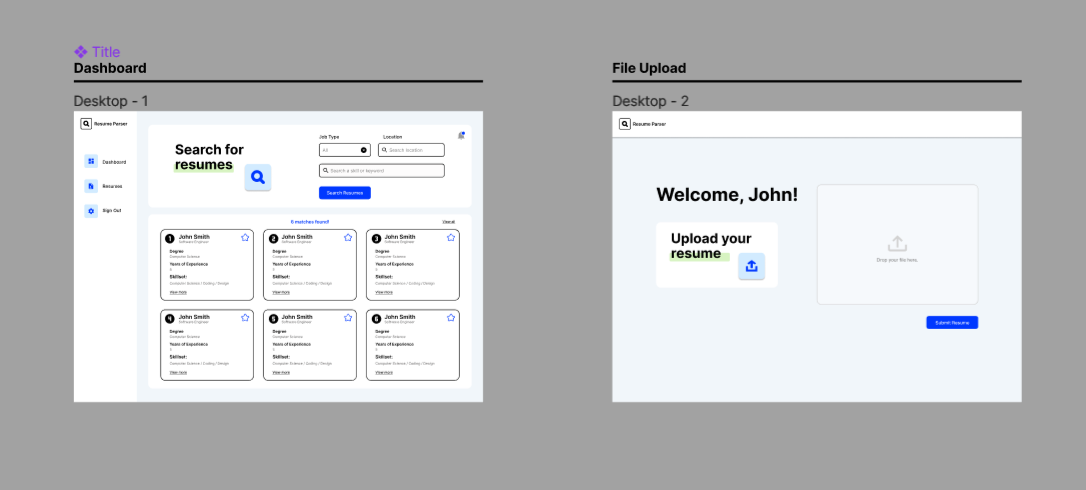 Title
Dashboard
Desktop - 1
Resume Parser
Dashboard
Resumes
Sign Out
Search for
resumes
Job Type
Location
All
Search location
Search a skill or keyword
Search Resumes
6 matches found!
View all
1
John Smith
Software Engineer
Degree
Computer Science
Years of Experience
Skillset:
Computer Science / Coding / Design
View more
2
John Smith
Software Engineer
Degree
Computer Science
Years of Experience
Skillset:
Computer Science / Coding / Design
View more
3
John Smith
Software Engineer
Degree
Computer Science
Years of Experience
Skillset:
Computer Science / Coding / Design
View more
4
John Smith
Software Engineer
Degree
Computer Science
Years of Experience
Skillset:
Computer Science / Coding / Design
View more
5
John Smith
Software Engineer
Degree
Computer Science
Years of Experience
Skillset:
Computer Science / Coding / Design
View more
6
John Smith
Software Engineer
Degree
Computer Science
Years of Experience
Skillset:
Computer Science / Coding / Design
View more
File Upload
Desktop - 2
Resume Parser
Welcome, John!
Upload your
resume
Drop your file here.
Submit Resume